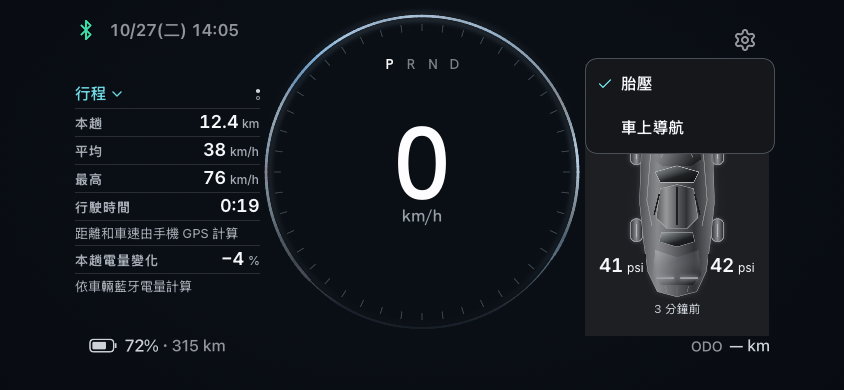 10/27(二) 14:05
行程
本趟 12.4 km
平均 38 km/h
最高 76 km/h
行駛時間 0:19
距離和車速由手機 GPS 計算
本趟電量變化 −4 %
依車輛藍牙電量計算
72% · 315 km
P R N D
0
km/h
胎壓
車上導航
41 psi 42 psi
3 分鐘前
ODO — km